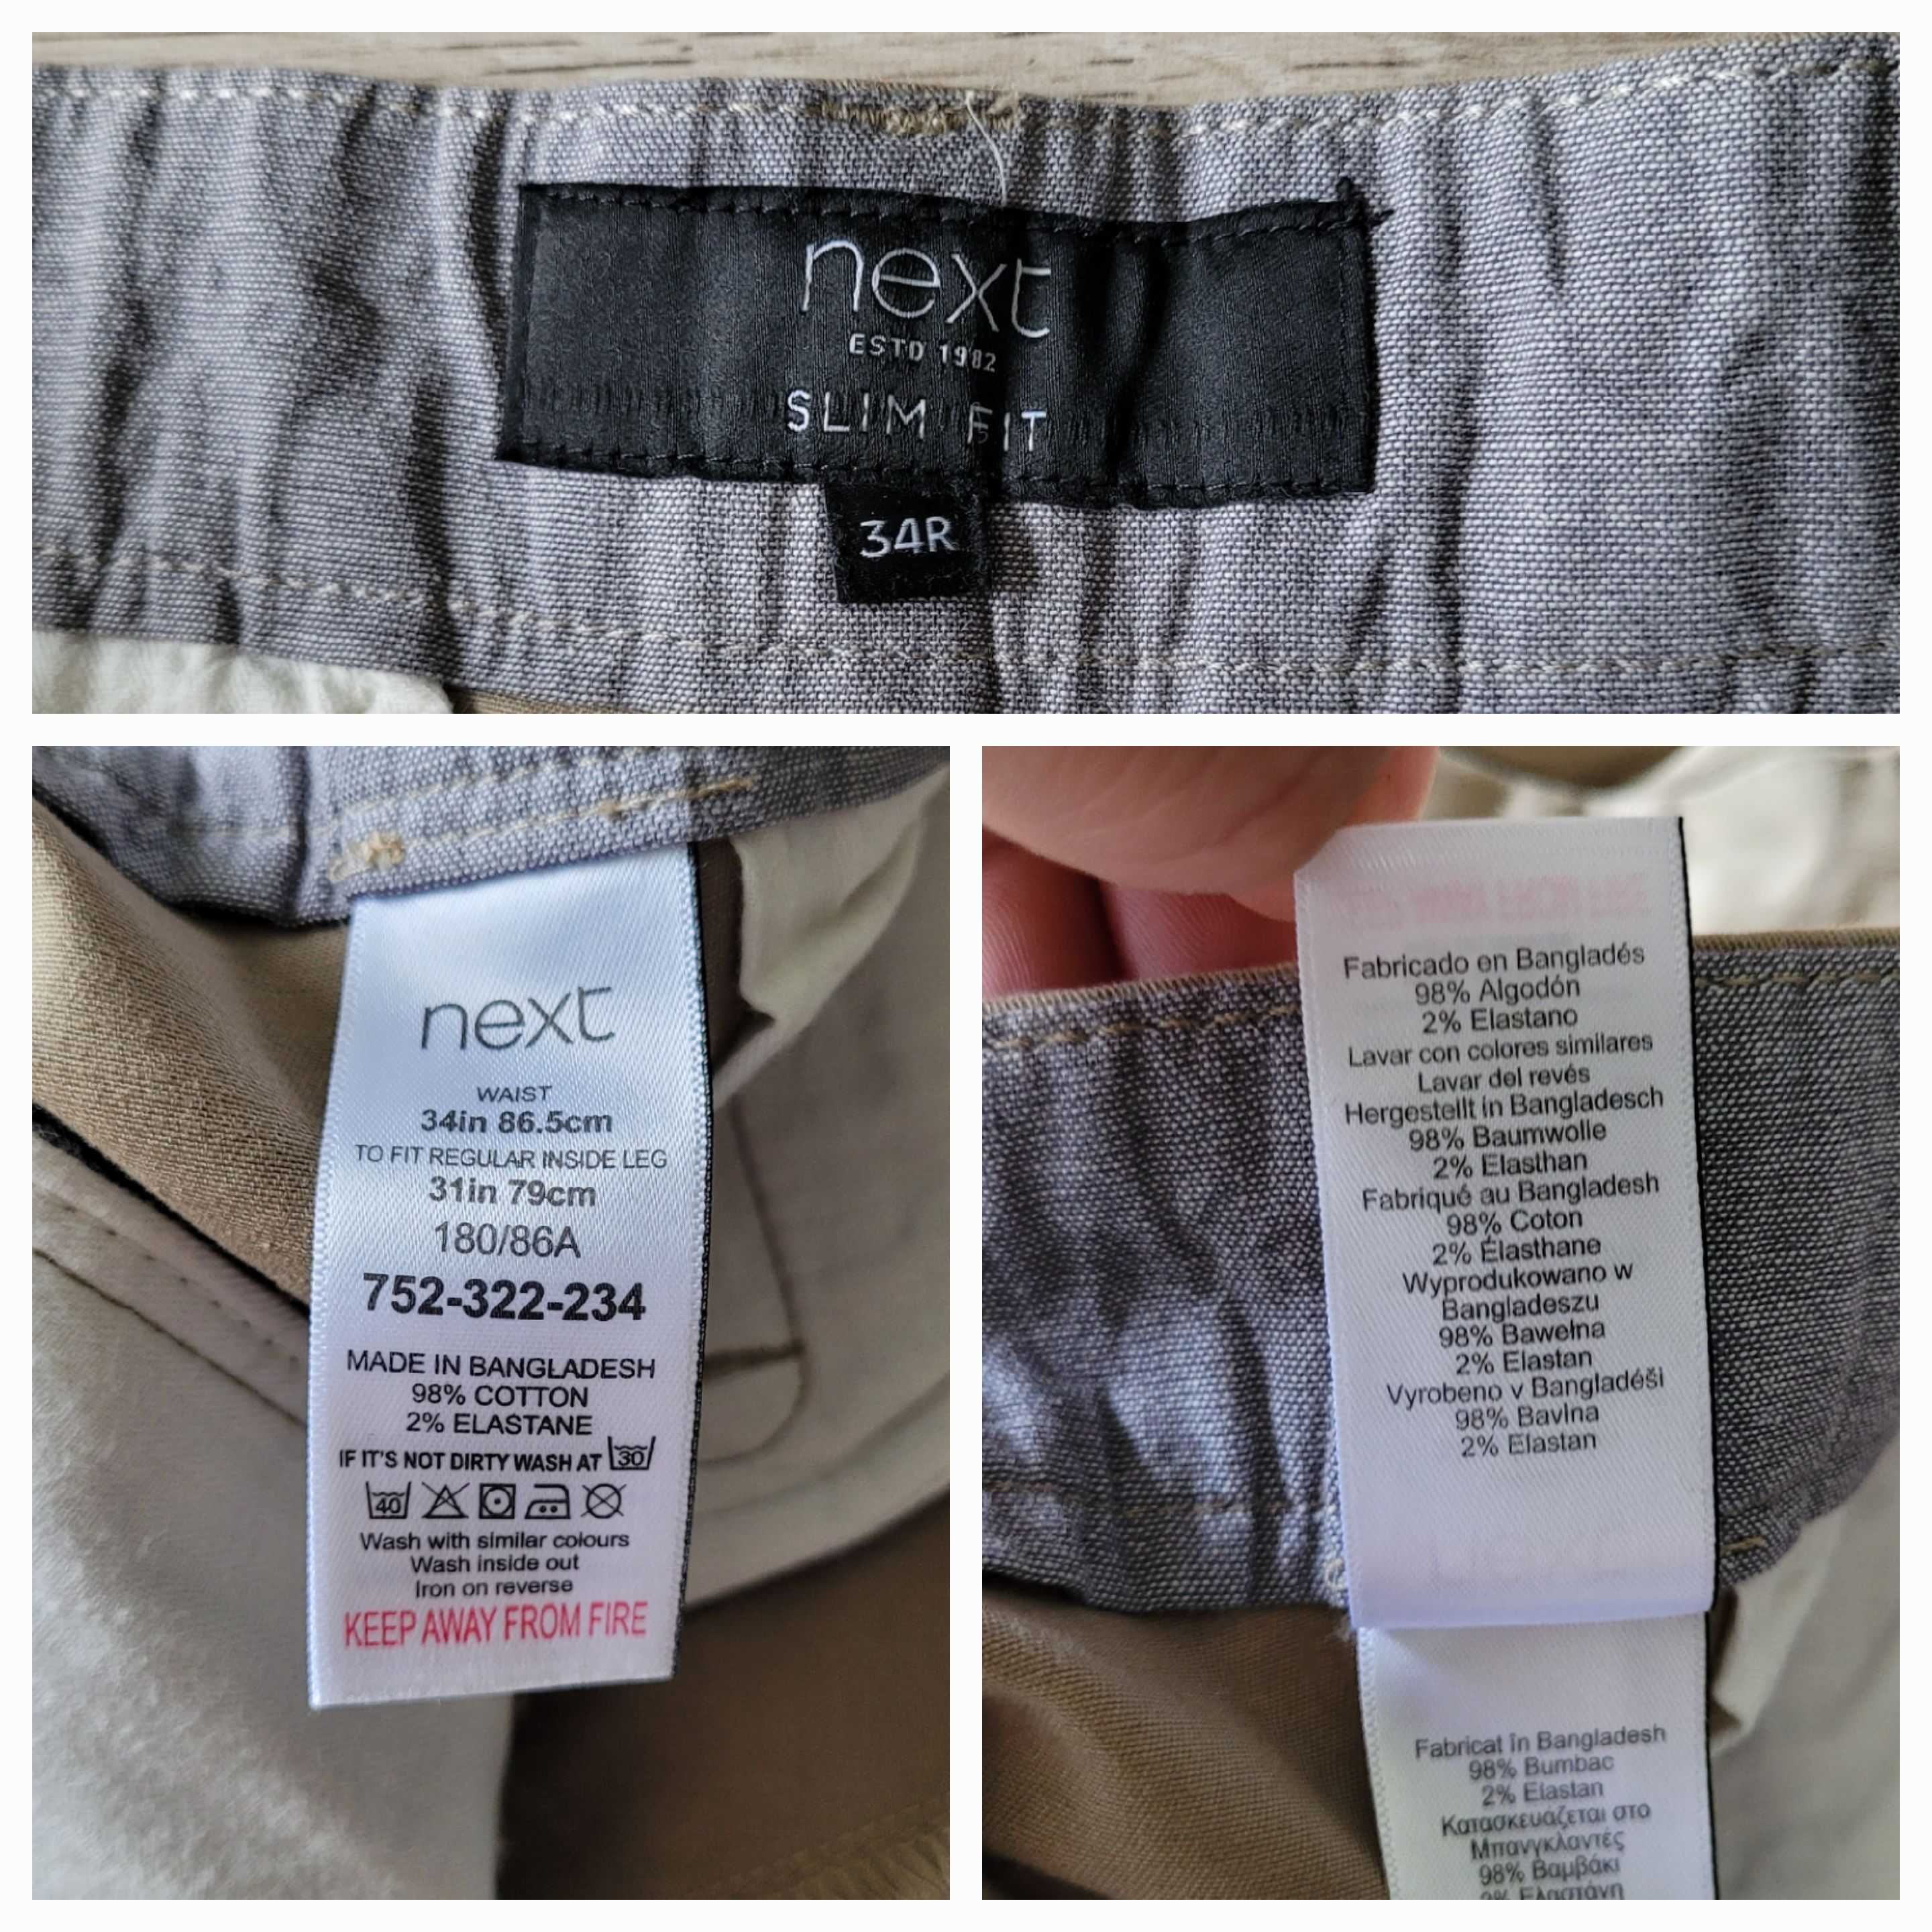 next
ESTD 1982
SLIM FIT
34R
next
WAIST
34in 86.5cm
TO FIT REGULAR INSIDE LEG
31in 79cm
180/86A
752-322-234
MADE IN BANGLADESH
98% COTTON
2% ELASTANE
IF IT'S NOT DIRTY WASH AT 30
40
Wash with similar colours
Wash inside out
Iron on reverse
KEEP AWAY FROM FIRE
Fabricado en Bangladés
98% Algodón
2% Elastano
Lavar con colores similares
Lavar del revés
Hergestellt in Bangladesch
98% Baumwolle
2% Elasthan
Fabriqué au Bangladesh
98% Coton
2% Élasthane
Wyprodukowano w
Bangladeszu
98% Bawełna
2% Elastan
Vyrobeno v Bangladéši
98% Bavlna
2% Elastan
Fabricat în Bangladesh
98% Bumbac
2% Elastan
Κατασκευάζεται στο
Μπανγκλαντές
98% Βαμβάκι
2% Ελαστάνη